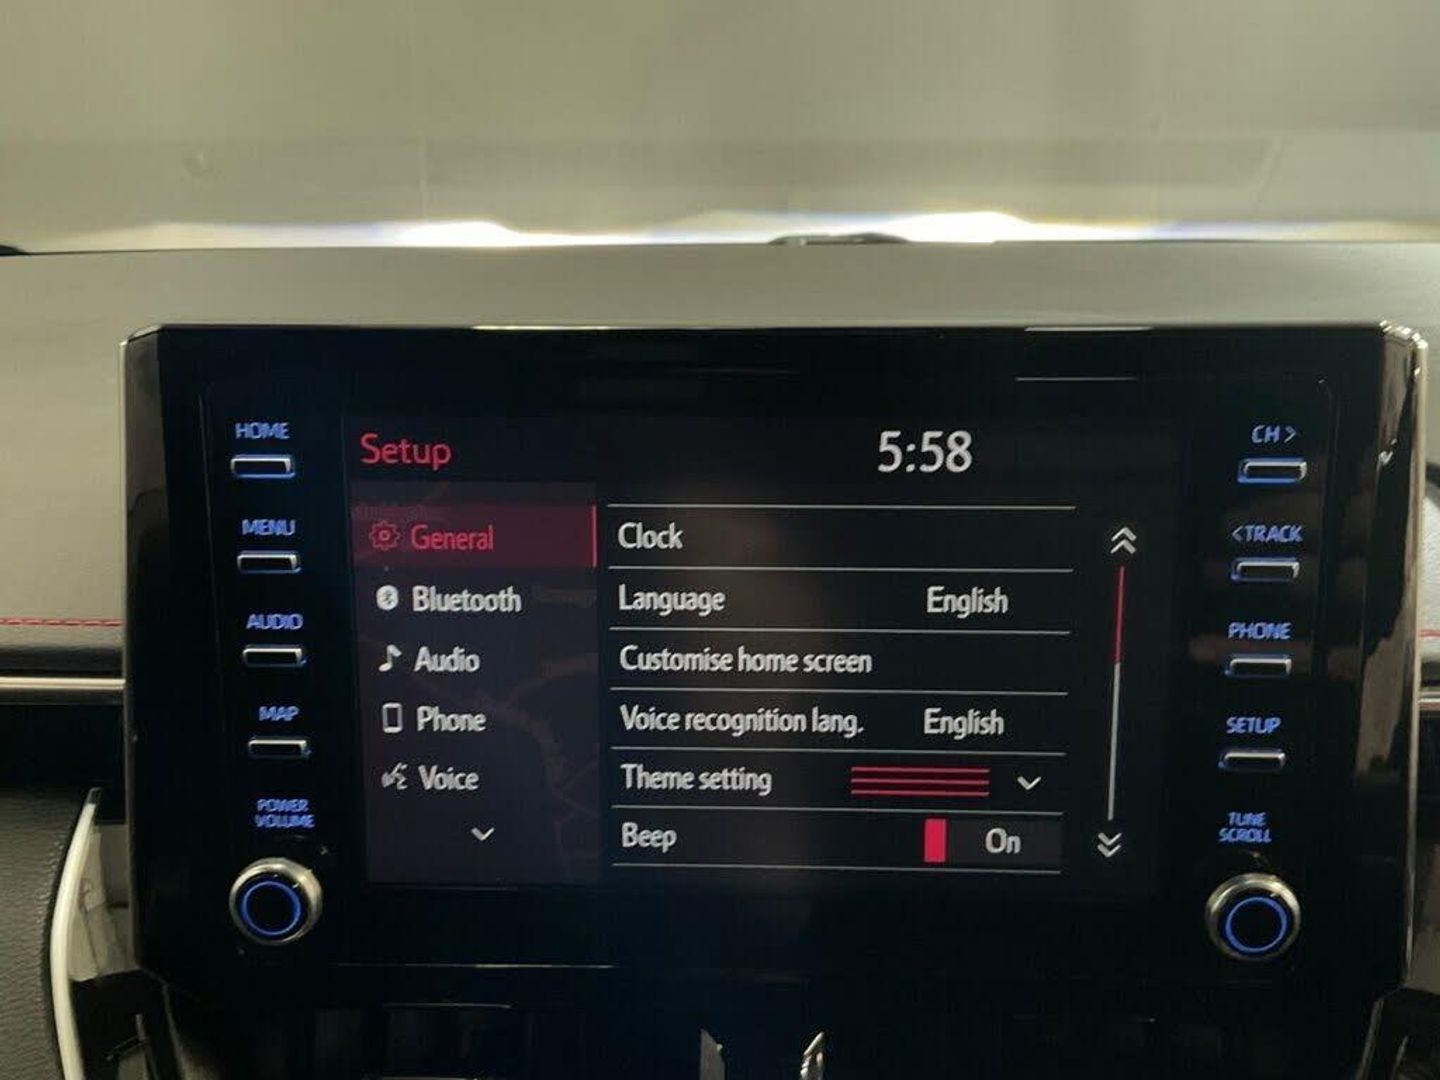 HOME
MENU
AUDIO
MAP
POWER
VOLUME
Setup
5:58
General
Bluetooth
Audio
Phone
Voice
Clock
Language English
Customise home screen
Voice recognition lang. English
Theme setting
Beep On
CH >
<TRACK
PHONE
SETUP
TUNE
SCROLL